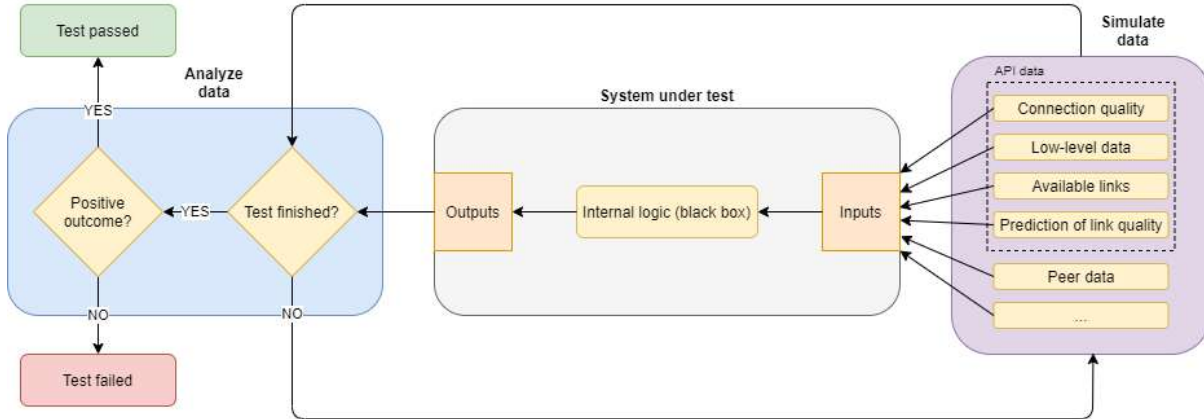 Test passed
Simulate
data
API data
Analyze
data
System under test
Connection quality
YES
Low-level data
Positive
outcome?
YES
Test finished?
Outputs
Internal logic (black box)
Inputs
Available links
Prediction of link quality
Peer data
...
NO
NO
Test failed